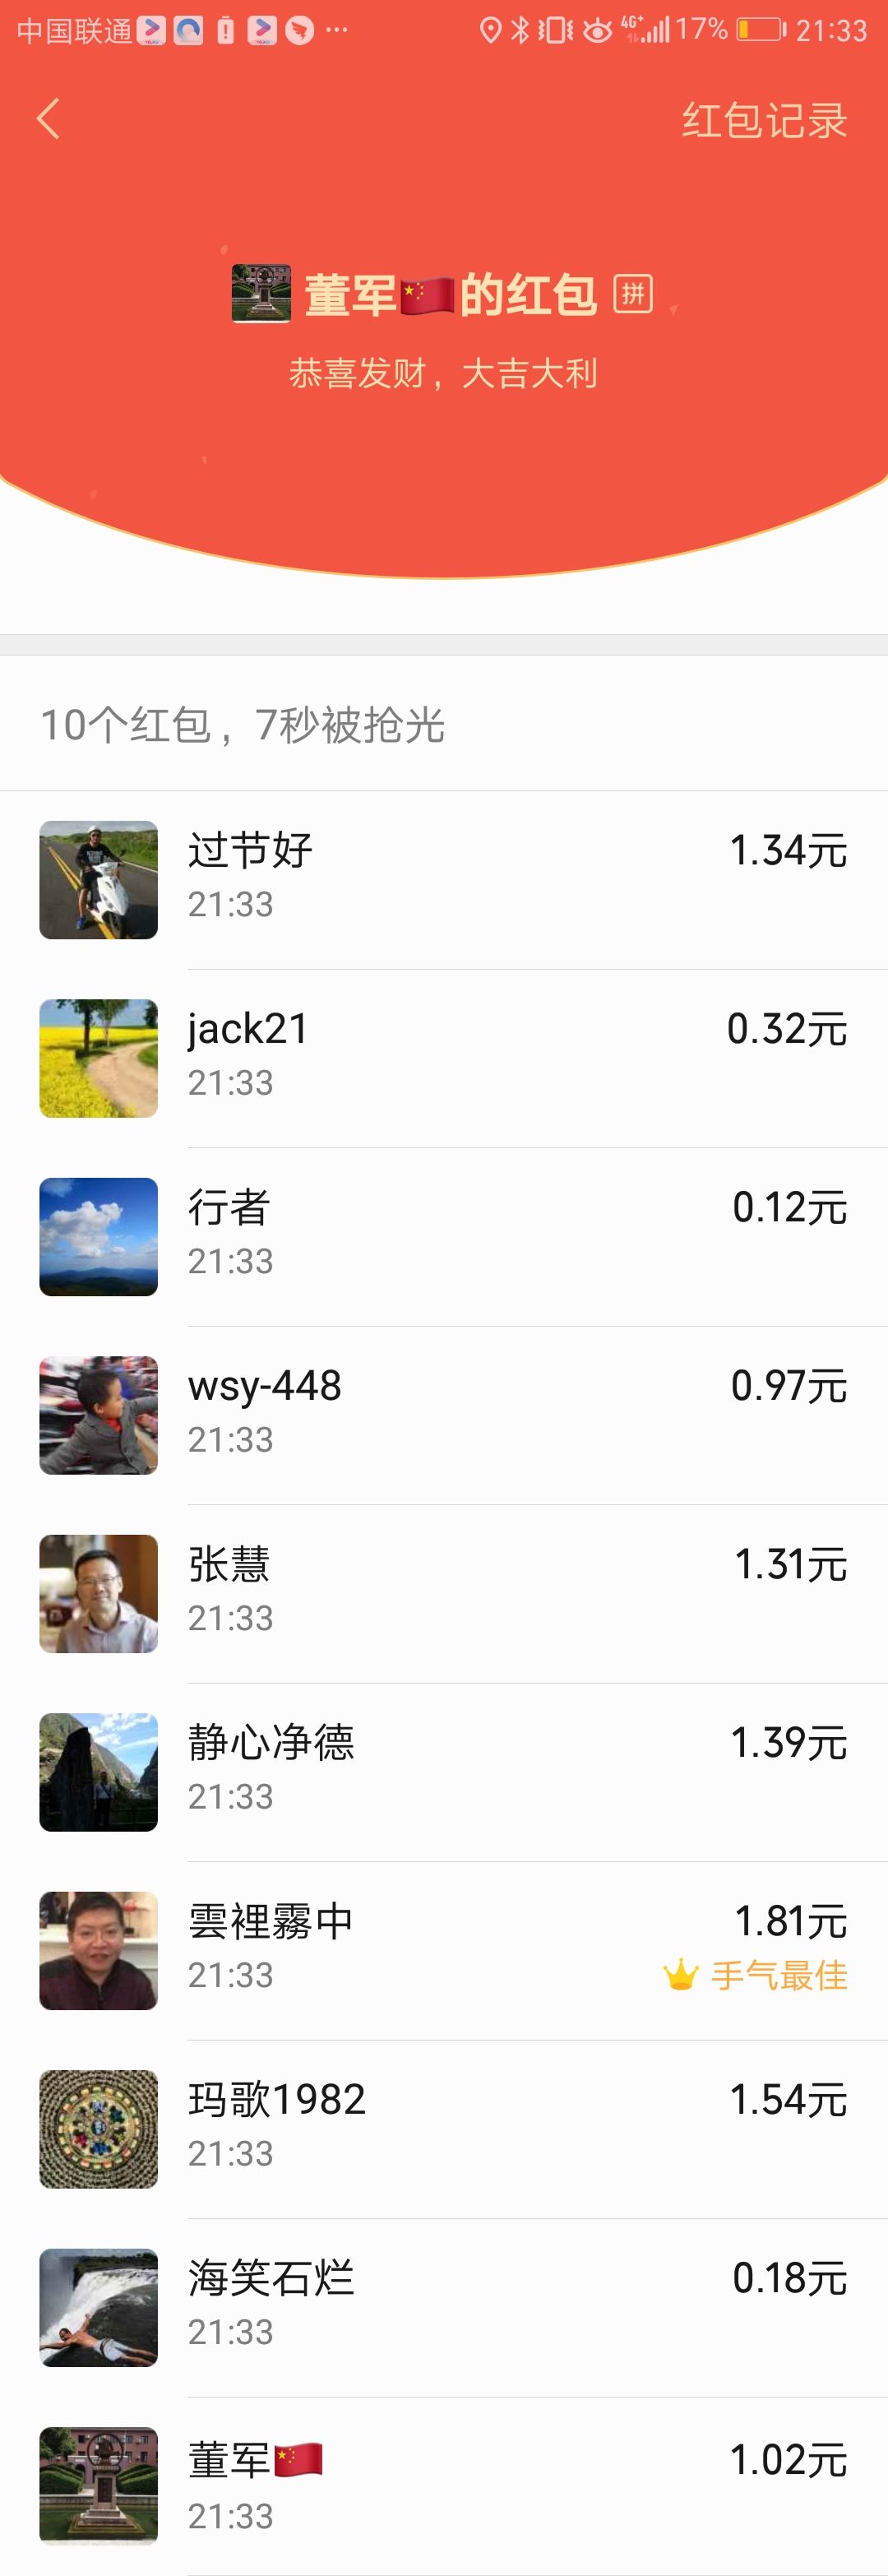 中国联通 4G+ 17% 21:33
红包记录
董军🇨🇳的红包 拼
恭喜发财，大吉大利
10个红包，7秒被抢光
过节好 1.34元
21:33
jack21 0.32元
21:33
行者 0.12元
21:33
wsy-448 0.97元
21:33
张慧 1.31元
21:33
静心净德 1.39元
21:33
雲裡霧中 1.81元
21:33 手气最佳
玛歌1982 1.54元
21:33
海笑石烂 0.18元
21:33
董军🇨🇳 1.02元
21:33